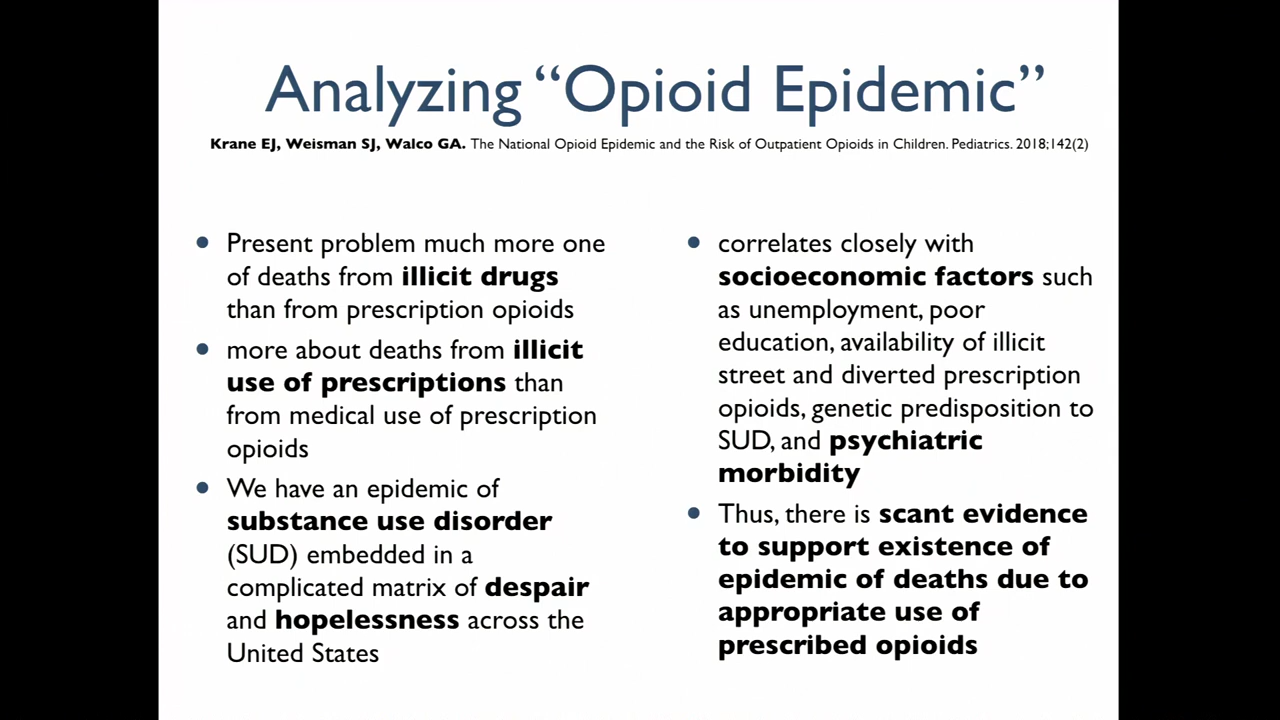 Analyzing “Opioid Epidemic”
Krane EJ, Weisman SJ, Walco GA. The National Opioid Epidemic and the Risk of Outpatient Opioids in Children. Pediatrics. 2018;142(2)
• Present problem much more one
of deaths from illicit drugs
than from prescription opioids
• more about deaths from illicit
use of prescriptions than
from medical use of prescription
opioids
• We have an epidemic of
substance use disorder
(SUD) embedded in a
complicated matrix of despair
and hopelessness across the
United States
• correlates closely with
socioeconomic factors such
as unemployment, poor
education, availability of illicit
street and diverted prescription
opioids, genetic predisposition to
SUD, and psychiatric
morbidity
• Thus, there is scant evidence
to support existence of
epidemic of deaths due to
appropriate use of
prescribed opioids